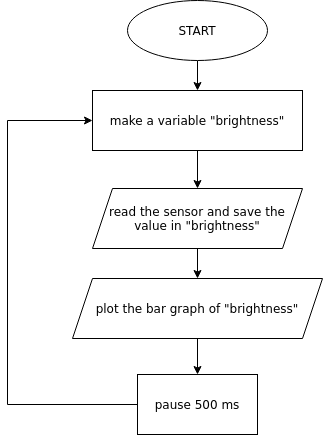 START
make a variable "brightness"
read the sensor and save the
value in "brightness"
plot the bar graph of "brightness"
pause 500 ms